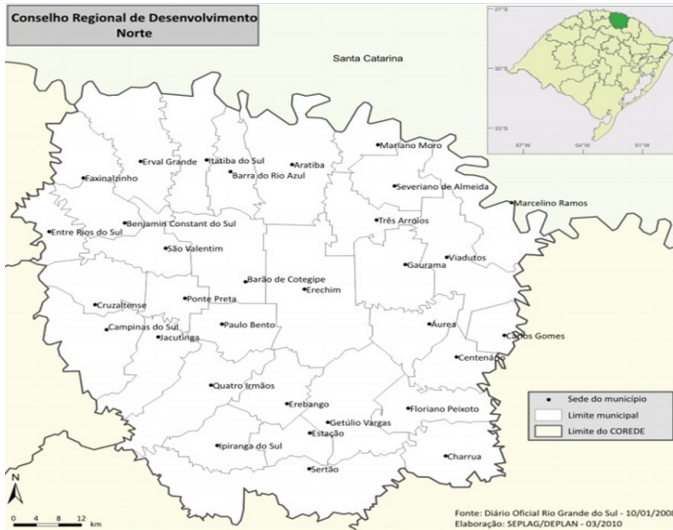 Conselho Regional de Desenvolvimento
Norte
Santa Catarina
27°S
30°S
33°S
57°W
54°W
51°W
Mariano Moro
Erval Grande
Itatiba do Sul
Aratiba
Barra do Rio Azul
Faxinalzinho
Severiano de Almeida
Marcelino Ramos
Três Arroios
Benjamin Constant do Sul
Entre Rios do Sul
São Valentim
Viadutos
Gaurama
Barão de Cotegipe
Erechim
Ponte Preta
Cruzaltense
Paulo Bento
Áurea
Campinas do Sul
Jacutinga
Carlos Gomes
Centenário
Quatro Irmãos
Erebango
Floriano Peixoto
Getúlio Vargas
Estação
Ipiranga do Sul
Charrua
Sertão
Sede do município
Limite municipal
Limite do COREDE
N
0 4 8 12
km
Fonte: Diário Oficial Rio Grande do Sul - 10/01/2008
Elaboração: SEPLAG/DEPLAN - 03/2010